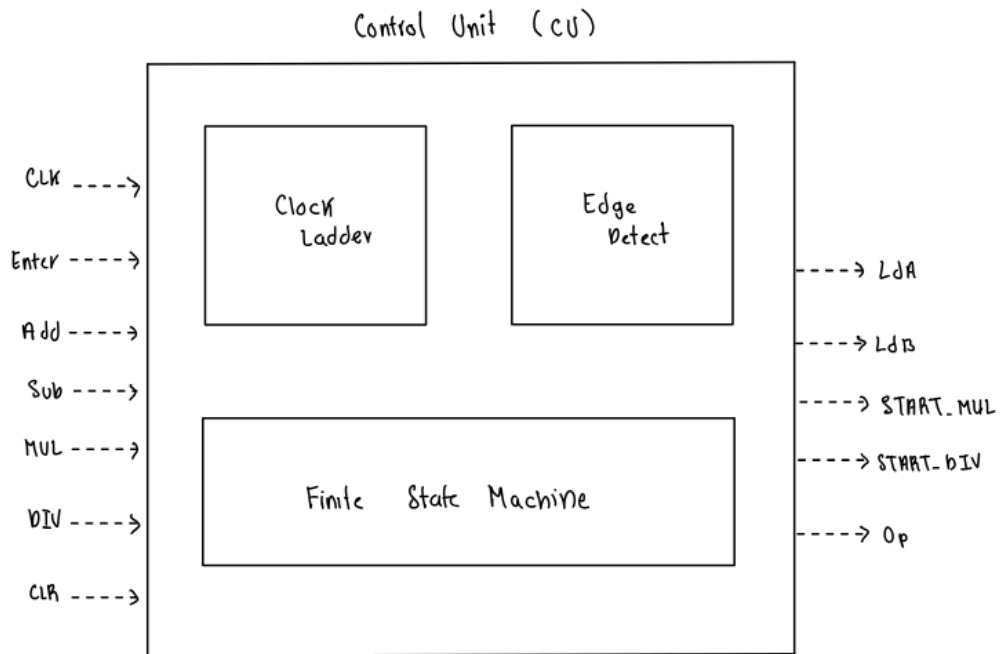 Control Unit (CU)
CLK
Enter
Add
Sub
MUL
DIV
CLR
Clock
Ladder
Edge
Detect
Finite State Machine
LdA
LdB
START_MUL
START_DIV
Op